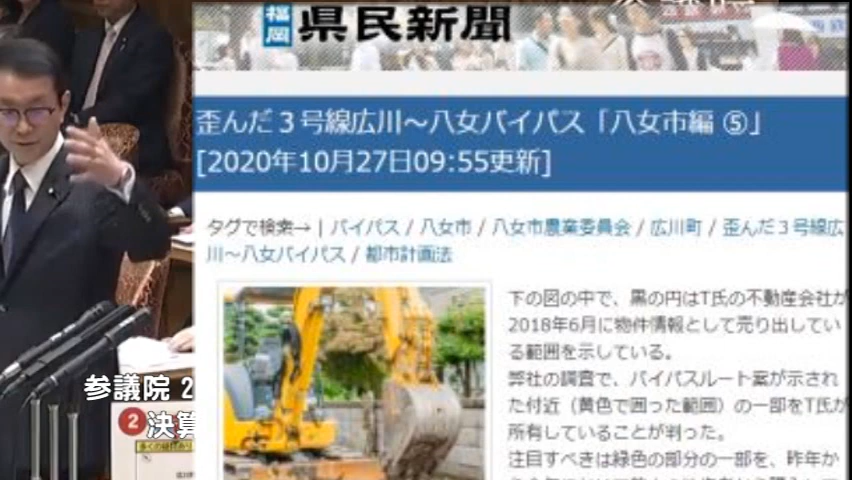 福岡
県民新聞
歪んだ３号線広川～八女バイパス「八女市編 ⑤」
[2020年10月27日09:55更新]
タグで検索→ | バイパス / 八女市 / 八女市農業委員会 / 広川町 / 歪んだ３号線広
川～八女バイパス / 都市計画法
下の図の中で、黒の円はT氏の不動産会社が
2018年6月に物件情報として売り出してい
る範囲を示している。
弊社の調査で、バイパスルート案が示され
た付近（黄色で囲った範囲）の一部をT氏が
所有していることが判った。
注目すべきは緑色の部分の一部を、昨年か
参議院 2
2 決算